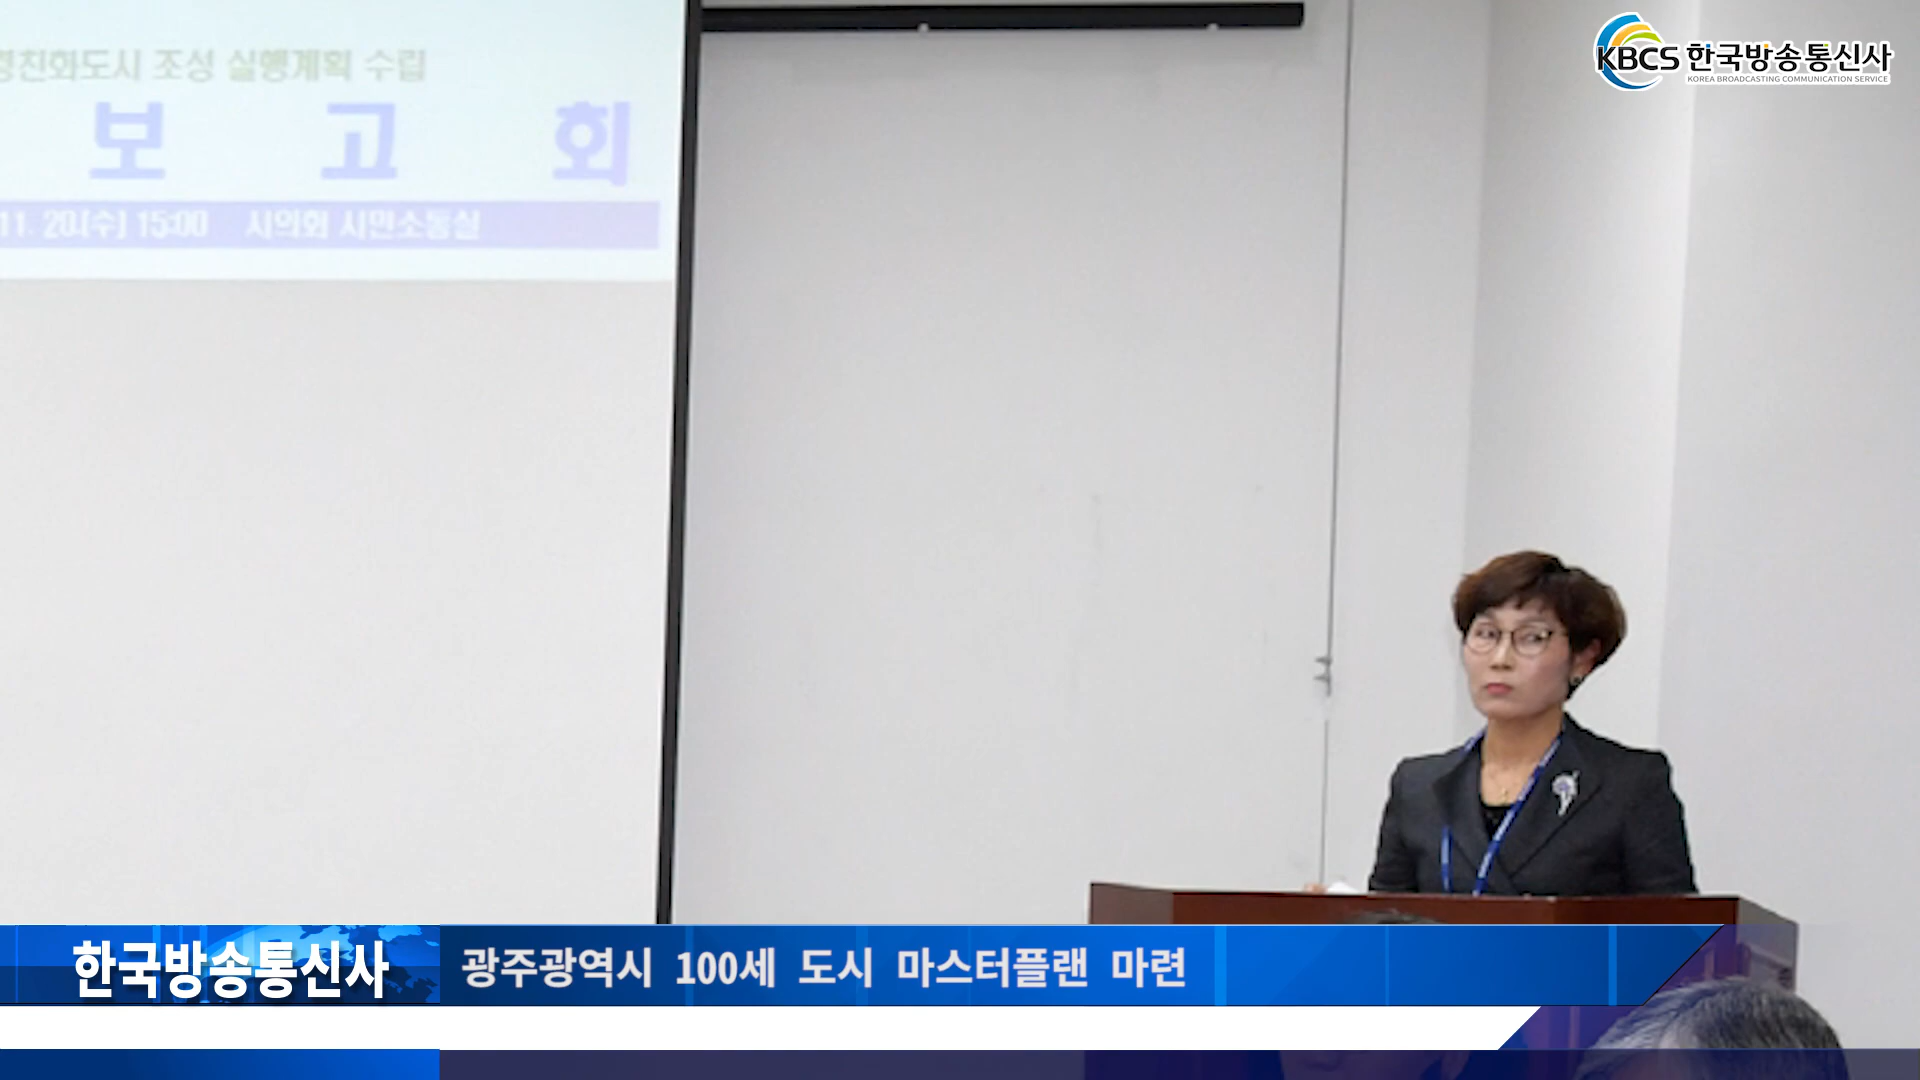 경친화도시 조성 실행계획 수립
보 고 회
11. 20.(수) 15:00 시의회 시민소통실
KBCS 한국방송통신사
KOREA BROADCASTING COMMUNICATION SERVICE
한국방송통신사
광주광역시 100세 도시 마스터플랜 마련